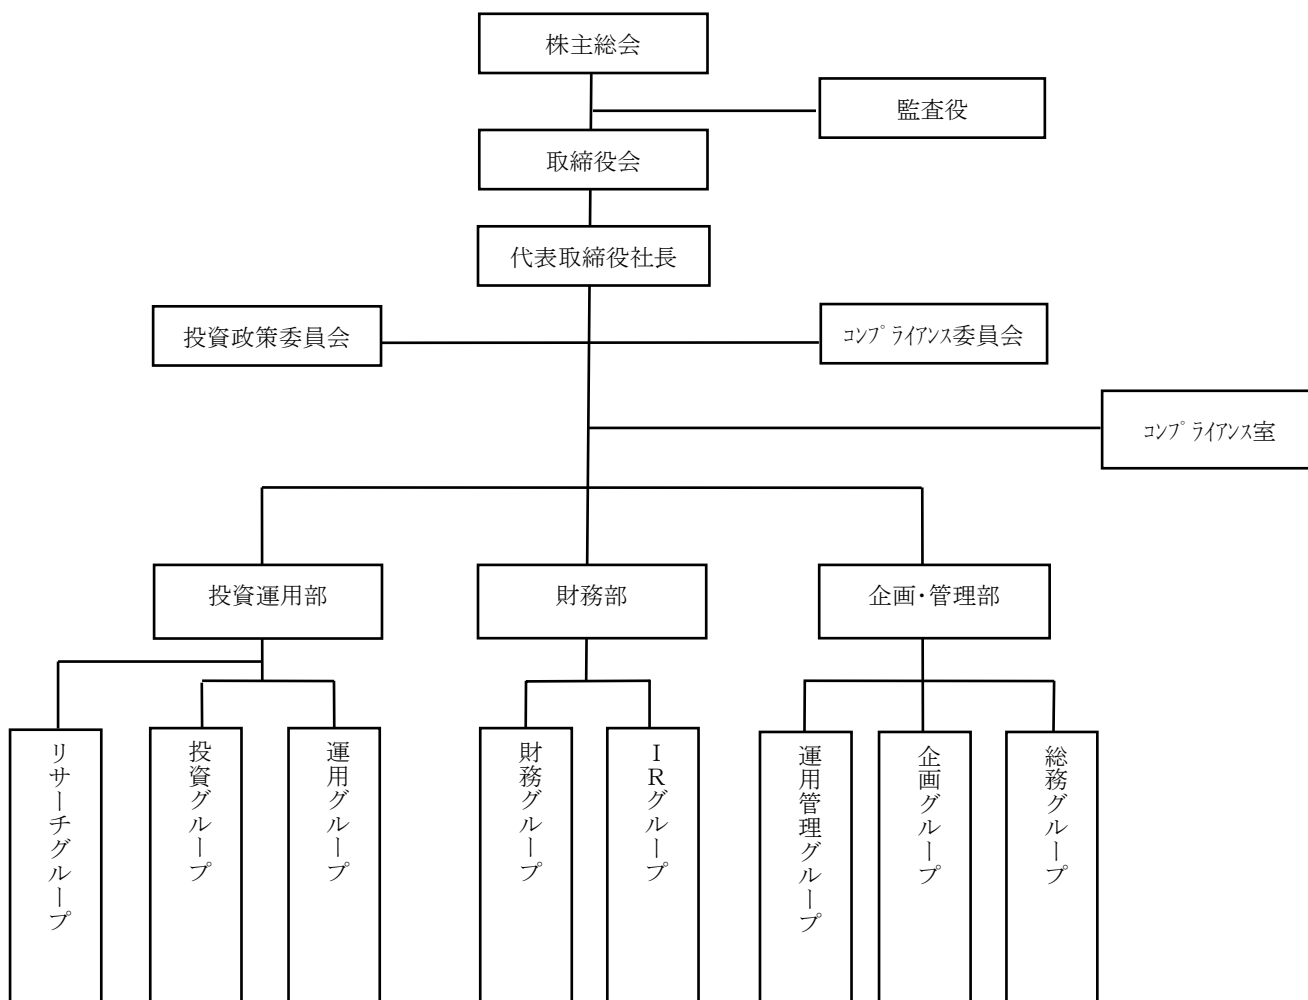 株主総会
監査役
取締役会
代表取締役社長
投資政策委員会
ｺﾝﾌﾟﾗｲｱﾝｽ委員会
ｺﾝﾌﾟﾗｲｱﾝｽ室
投資運用部
財務部
企画・管理部
リサーチグループ
投資グループ
運用グループ
財務グループ
ＩＲグループ
運用管理グループ
企画グループ
総務グループ